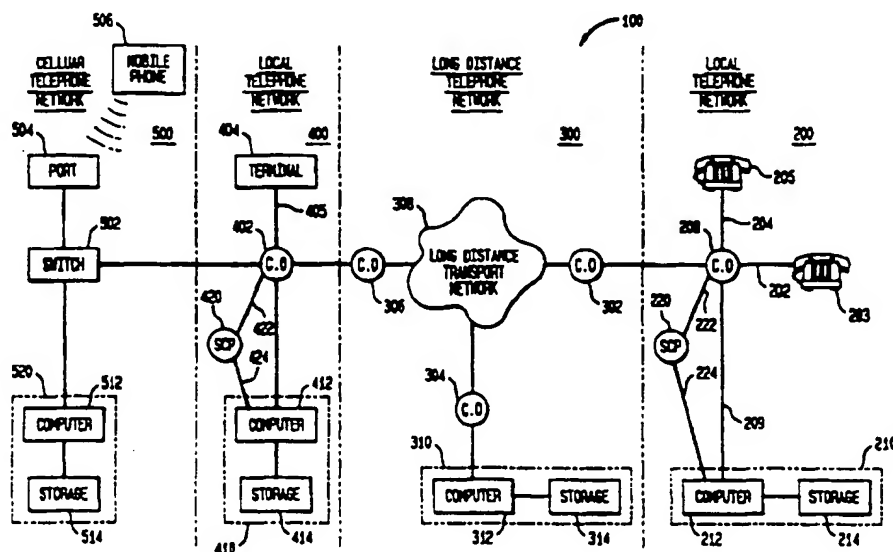 100
506
CELLUAR
TELEPHONE
NETWORK
MOBILE
PHONE
LOCAL
TELEPHONE
NETWORK
LONG DISTANCE
TELEPHONE
NETWORK
LOCAL
TELEPHONE
NETWORK
504
500
404
400
300
200
PORT
TERMINAL
205
405
308
204
502
402
208
SWITCH
C.O
C.O
LONG DISTANCE
TRANSPORT
NETWORK
C.O
C.O
306
302
202
203
420
422
220
222
SCP
SCP
424
304
224
520
512
412
C.O
209
310
210
COMPUTER
COMPUTER
COMPUTER
STORAGE
COMPUTER
STORAGE
STORAGE
STORAGE
312
314
212
214
514
410
414